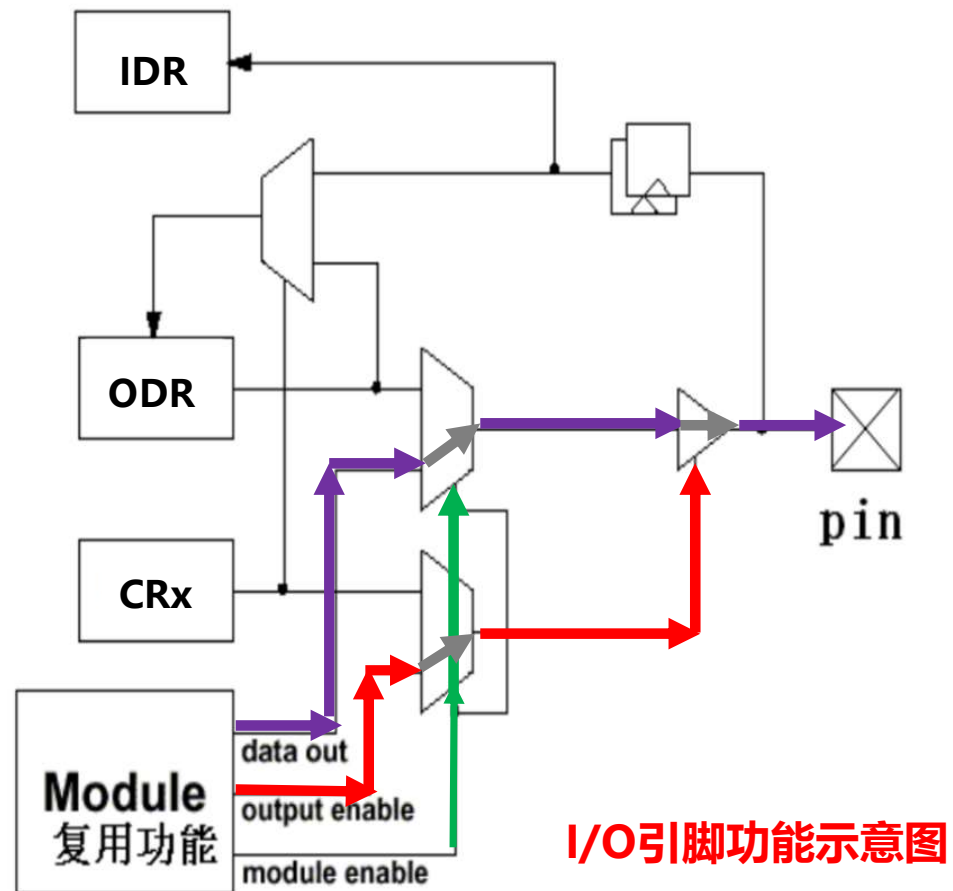 IDR
ODR
pin
CRx
data out
Module
复用功能
output enable
module enable
I/O引脚功能示意图